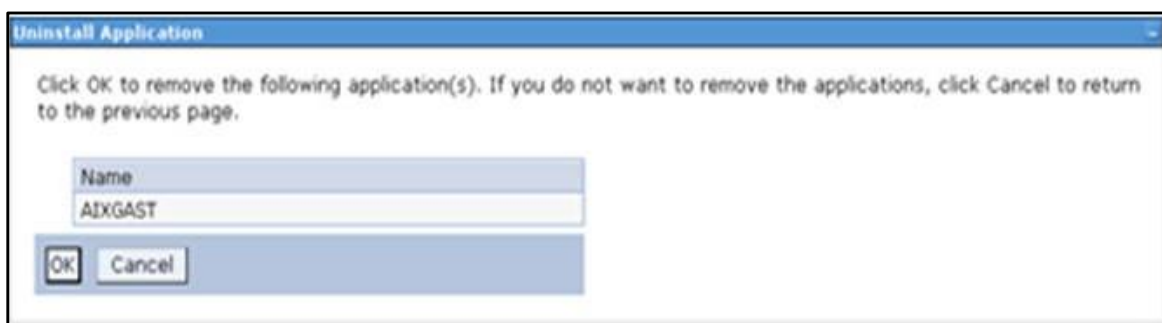 Uninstall Application
Click OK to remove the following application(s). If you do not want to remove the applications, click Cancel to return
to the previous page.
Name
AIXGAST
OK Cancel